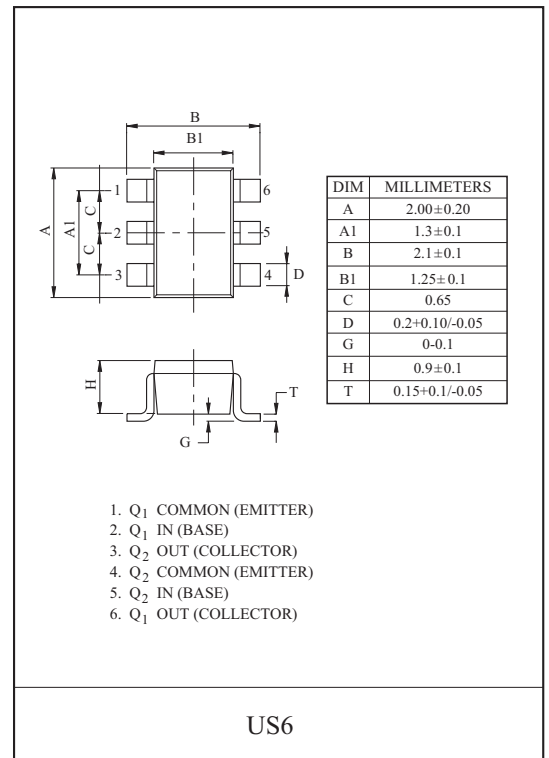 B
B1
1
6
A
A1
C
2
5
C
3
4
D
H
T
G
DIM MILLIMETERS
A 2.00±0.20
A1 1.3±0.1
B 2.1±0.1
B1 1.25±0.1
C 0.65
D 0.2+0.10/-0.05
G 0-0.1
H 0.9±0.1
T 0.15+0.1/-0.05
1. Q1 COMMON (EMITTER)
2. Q1 IN (BASE)
3. Q2 OUT (COLLECTOR)
4. Q2 COMMON (EMITTER)
5. Q2 IN (BASE)
6. Q1 OUT (COLLECTOR)
US6